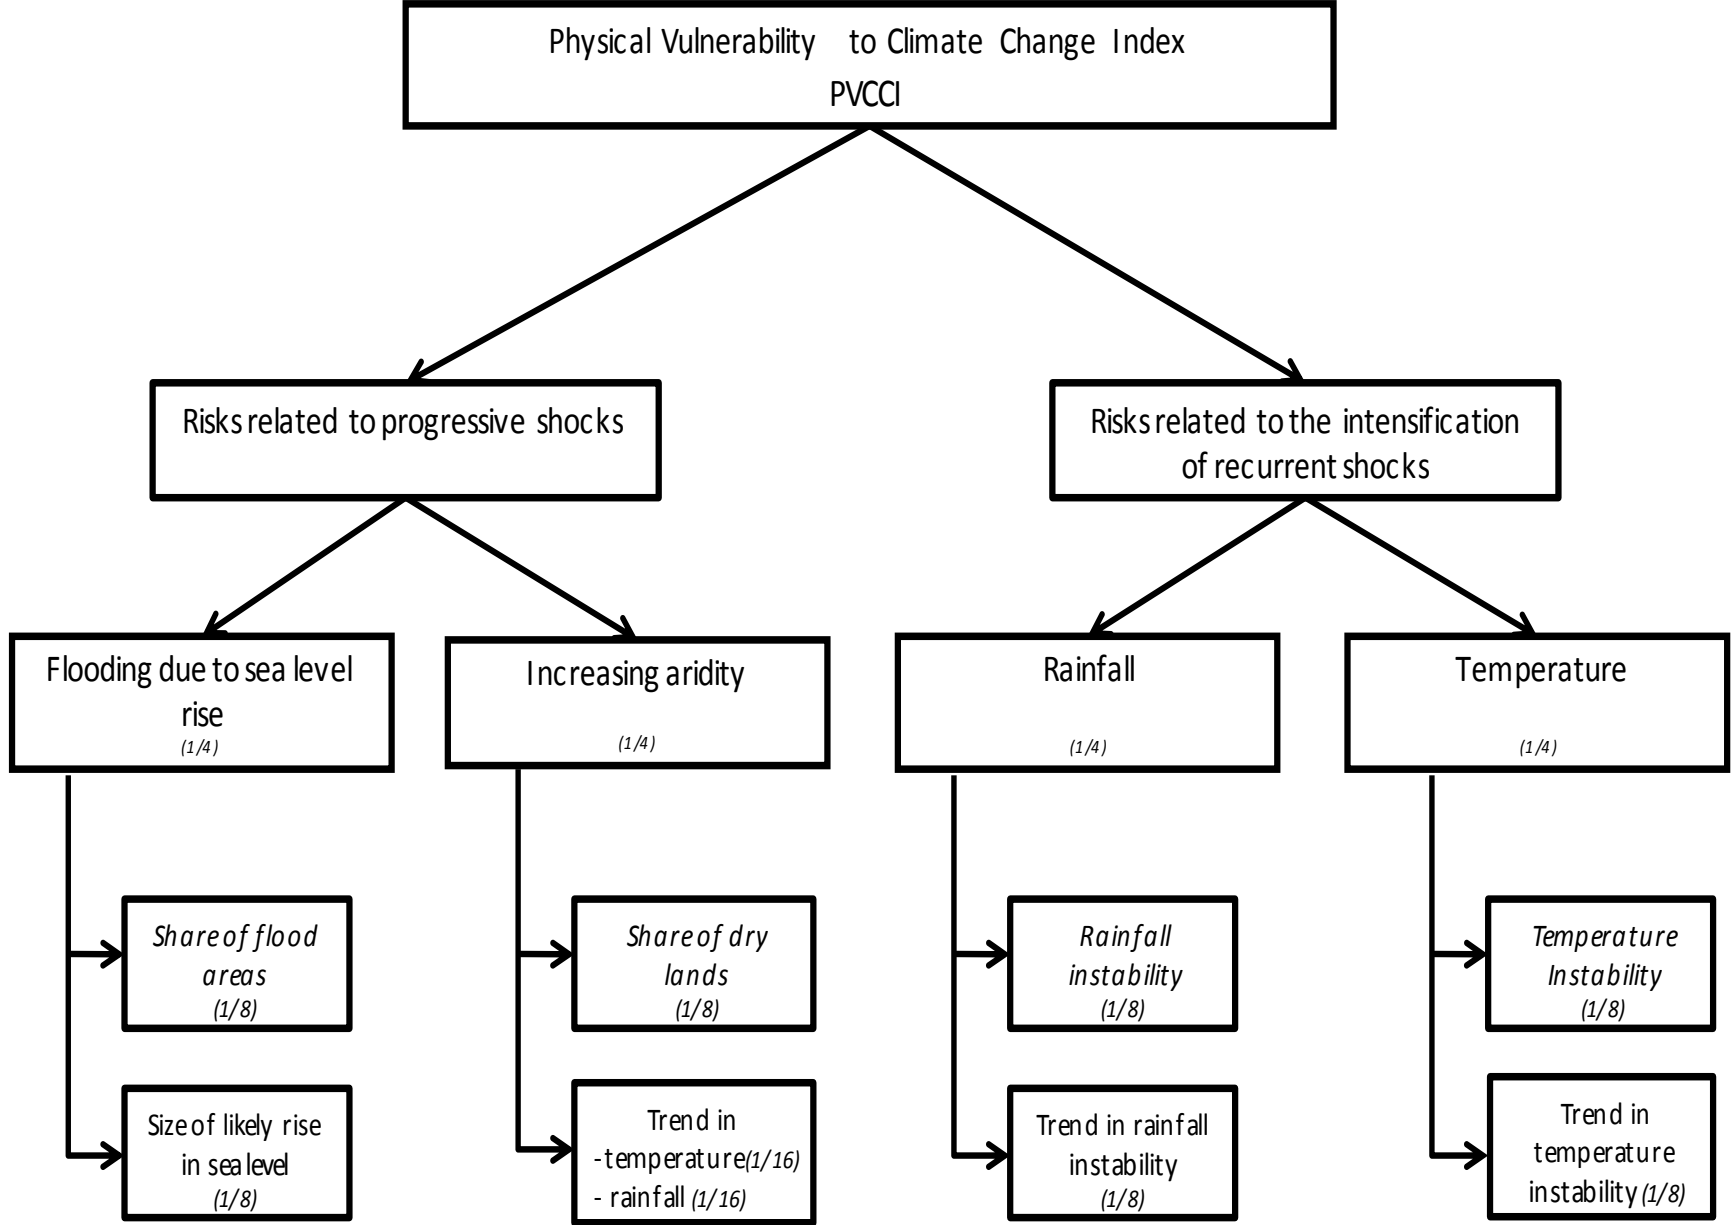 Physical Vulnerability to Climate Change Index
PVCCI
Risks related to progressive shocks
Risks related to the intensification
of recurrent shocks
Flooding due to sea level
rise
(1/4)
Increasing aridity
(1/4)
Rainfall
(1/4)
Temperature
(1/4)
Share of flood
areas
(1/8)
Share of dry
lands
(1/8)
Rainfall
instability
(1/8)
Temperature
Instability
(1/8)
Size of likely rise
in sea level
(1/8)
Trend in
-temperature(1/16)
- rainfall (1/16)
Trend in rainfall
instability
(1/8)
Trend in
temperature
instability (1/8)